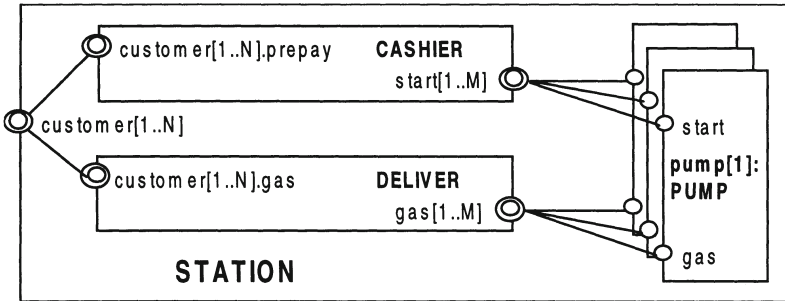 customer[1..N].prepay CASHIER
start[1..M]
customer[1..N]
start
pump[1]:
PUMP
customer[1..N].gas DELIVER
gas[1..M]
gas
STATION